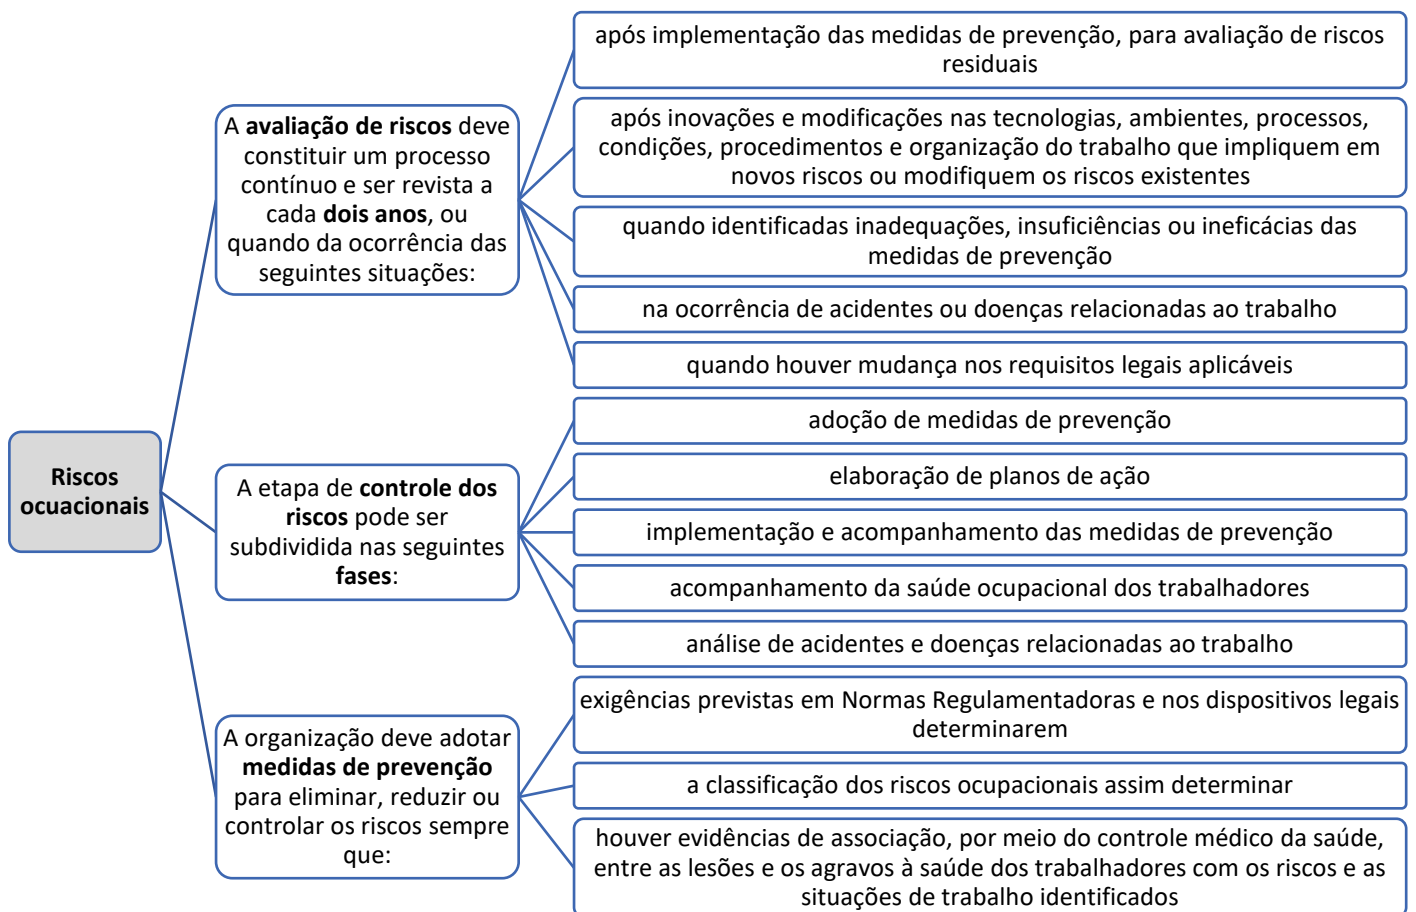 Riscos
ocuacionais
A avaliação de riscos deve
constituir um processo
contínuo e ser revista a
cada dois anos, ou
quando da ocorrência das
seguintes situações:
após implementação das medidas de prevenção, para avaliação de riscos
residuais
após inovações e modificações nas tecnologias, ambientes, processos,
condições, procedimentos e organização do trabalho que impliquem em
novos riscos ou modifiquem os riscos existentes
quando identificadas inadequações, insuficiências ou ineficácias das
medidas de prevenção
na ocorrência de acidentes ou doenças relacionadas ao trabalho
quando houver mudança nos requisitos legais aplicáveis
A etapa de controle dos
riscos pode ser
subdividida nas seguintes
fases:
adoção de medidas de prevenção
elaboração de planos de ação
implementação e acompanhamento das medidas de prevenção
acompanhamento da saúde ocupacional dos trabalhadores
análise de acidentes e doenças relacionadas ao trabalho
A organização deve adotar
medidas de prevenção
para eliminar, reduzir ou
controlar os riscos sempre
que:
exigências previstas em Normas Regulamentadoras e nos dispositivos legais
determinarem
a classificação dos riscos ocupacionais assim determinar
houver evidências de associação, por meio do controle médico da saúde,
entre as lesões e os agravos à saúde dos trabalhadores com os riscos e as
situações de trabalho identificados